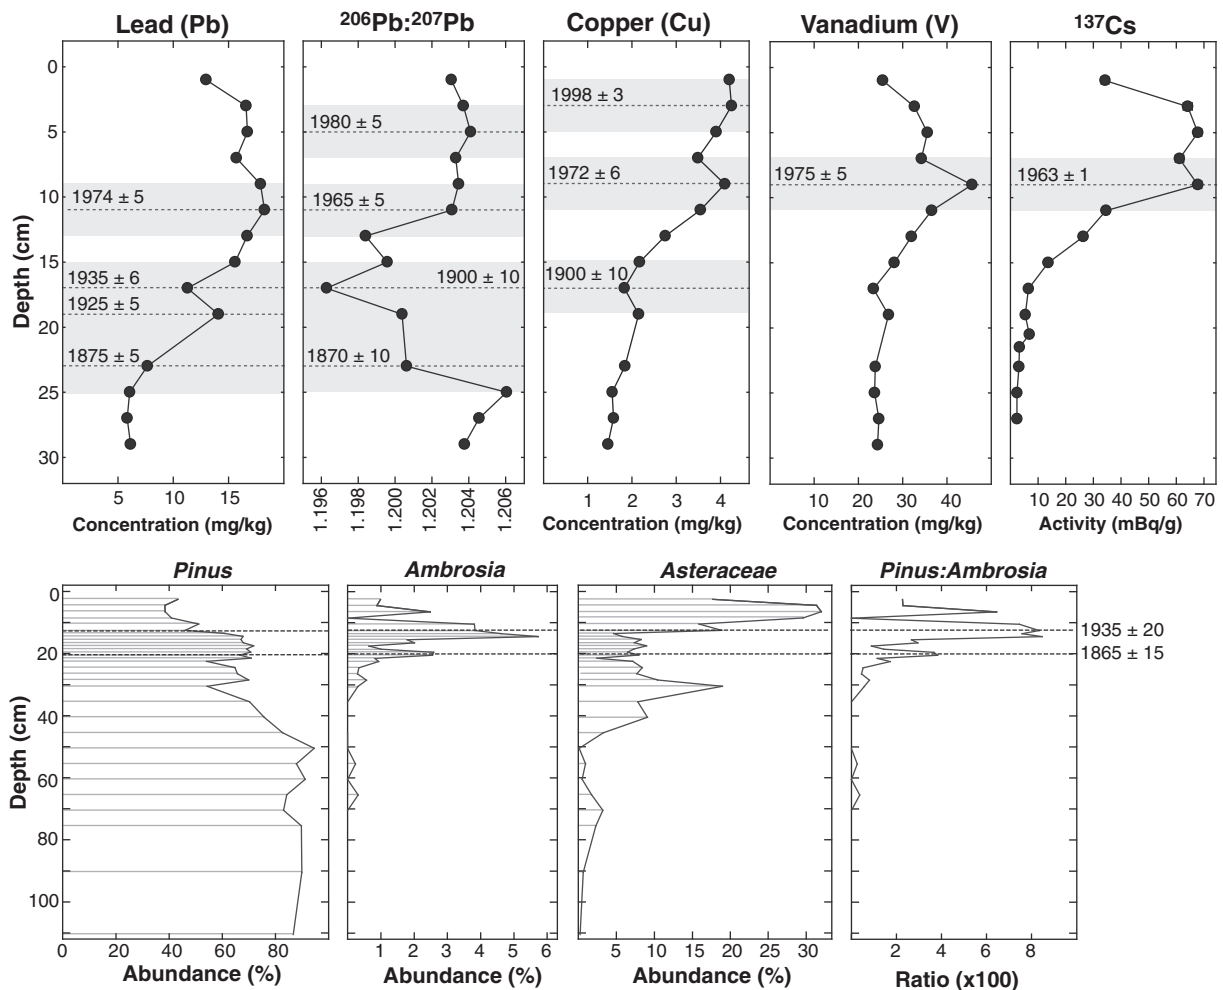 Lead (Pb)
206Pb:207Pb
Copper (Cu)
Vanadium (V)
137Cs
Depth (cm)
0
5
10
15
20
25
30
1974 ± 5
1935 ± 6
1925 ± 5
1875 ± 5
1980 ± 5
1965 ± 5
1900 ± 10
1870 ± 10
1998 ± 3
1972 ± 6
1900 ± 10
1975 ± 5
1963 ± 1
5 10 15
1.196 1.198 1.200 1.202 1.204 1.206
1 2 3 4
10 20 30 40
10 20 30 40 50 60 70
Concentration (mg/kg)
Concentration (mg/kg)
Concentration (mg/kg)
Activity (mBq/g)
Pinus
Ambrosia
Asteraceae
Pinus:Ambrosia
Depth (cm)
0
20
40
60
80
100
1935 ± 20
1865 ± 15
0 20 40 60 80 100
1 2 3 4 5 6
5 10 15 20 25 30
2 4 6 8
Abundance (%)
Abundance (%)
Abundance (%)
Ratio (x100)